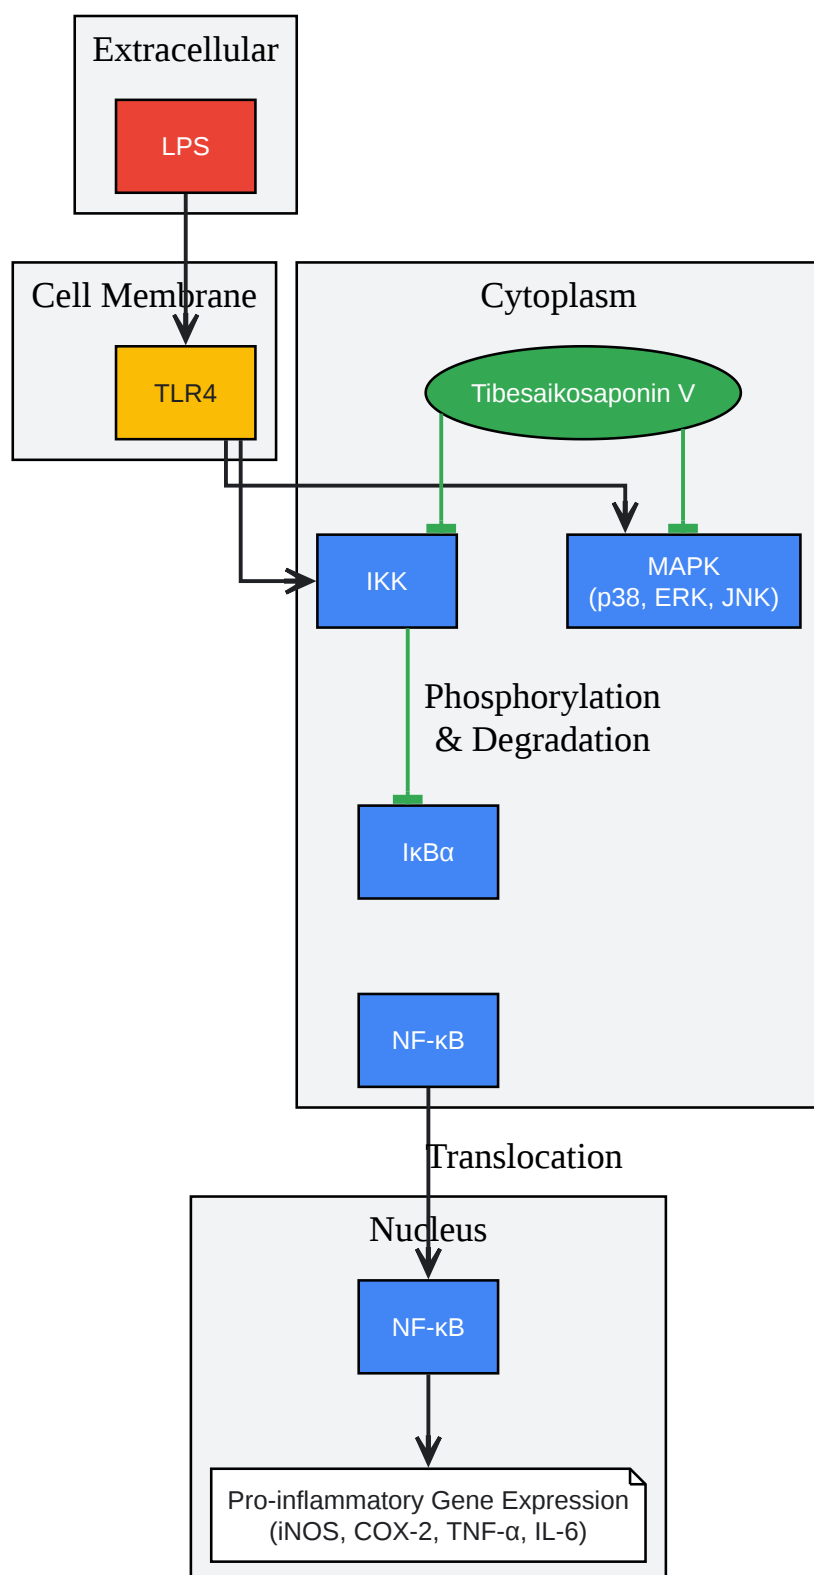 Extracellular
LPS
Cell Membrane
Cytoplasm
TLR4
Tibesaikosaponin V
IKK
MAPK
(p38, ERK, JNK)
Phosphorylation
& Degradation
IκBα
NF-κB
Translocation
Nucleus
NF-κB
Pro-inflammatory Gene Expression
(iNOS, COX-2, TNF-α, IL-6)